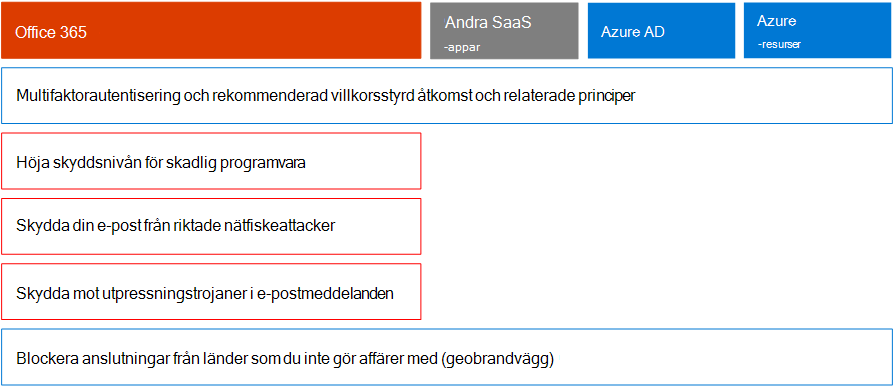 Office 365
Andra SaaS
-appar
Azure AD
Azure
-resurser
Multifaktorautentisering och rekommenderad villkorsstyrd åtkomst och relaterade principer
Höja skyddsnivån för skadlig programvara
Skydda din e-post från riktade nätfiskeattacker
Skydda mot utpressningstrojaner i e-postmeddelanden
Blockera anslutningar från länder som du inte gör affärer med (geobrandvägg)